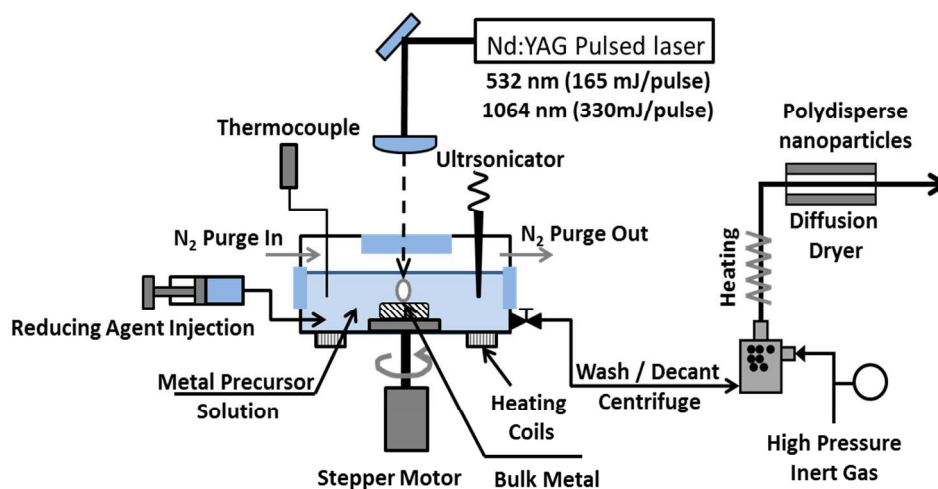 Nd:YAG Pulsed laser
532 nm (165 mJ/pulse)
1064 nm (330mJ/pulse)
Polydisperse
nanoparticles
Thermocouple
Ultrsonicator
Diffusion
Dryer
N2 Purge In
N2 Purge Out
Heating
Reducing Agent Injection
Metal Precursor
Solution
Heating
Coils
Wash / Decant
Centrifuge
High Pressure
Inert Gas
Stepper Motor
Bulk Metal